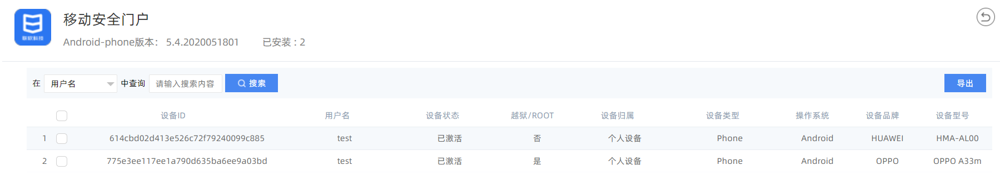 移动安全门户
Android-phone版本： 5.4.2020051801 已安装 : 2
联软科技
在 用户名 中查询 请输入搜索内容 搜索 导出
设备ID 用户名 设备状态 越狱/ROOT 设备归属 设备类型 操作系统 设备品牌 设备型号
1 614cbd02d413e526c72f79240099c885 test 已激活 否 个人设备 Phone Android HUAWEI HMA-AL00
2 775e3ee117ee1a790d635ba6ee9a03bd test 已激活 是 个人设备 Phone Android OPPO OPPO A33m